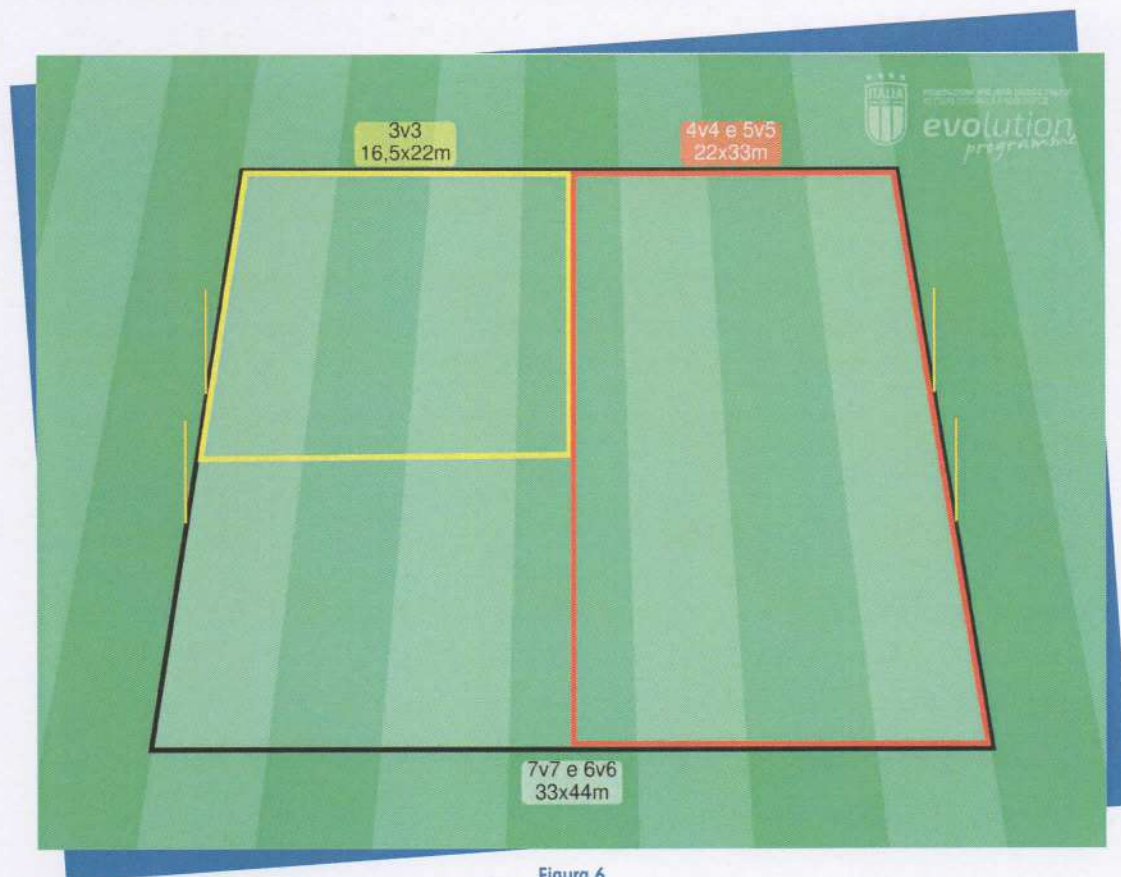 ITALIA
evolution
programme
3v3
16,5x22m
4v4 e 5v5
22x33m
7v7 e 6v6
33x44m
Figura 6